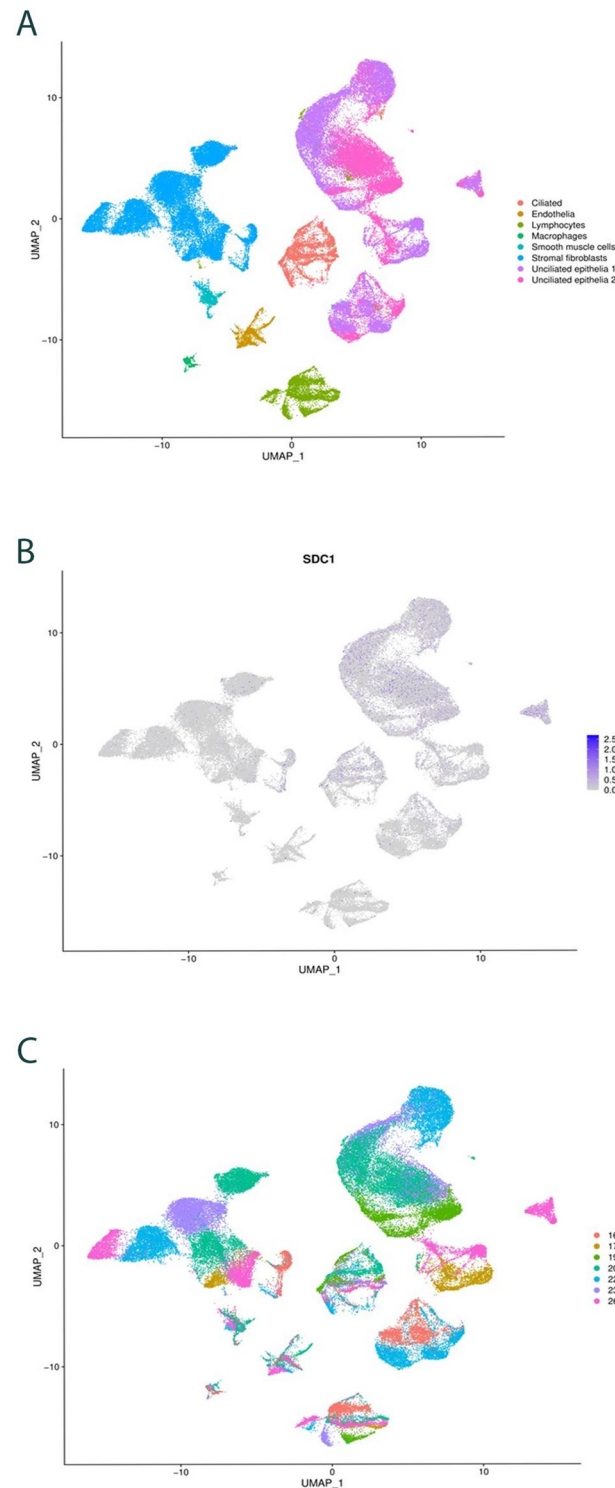 A
10
0
-10
UMAP_2
-10
0
10
UMAP_1
Ciliated
Endothelia
Lymphocytes
Macrophages
Smooth muscle cells
Stromal fibroblasts
Unciliated epithelia 1
Unciliated epithelia 2
B
SDC1
10
0
-10
UMAP_2
-10
0
10
UMAP_1
2.5
2.0
1.5
1.0
0.5
0.0
C
10
0
-10
UMAP_2
-10
0
10
UMAP_1
16
17
19
20
22
23
26